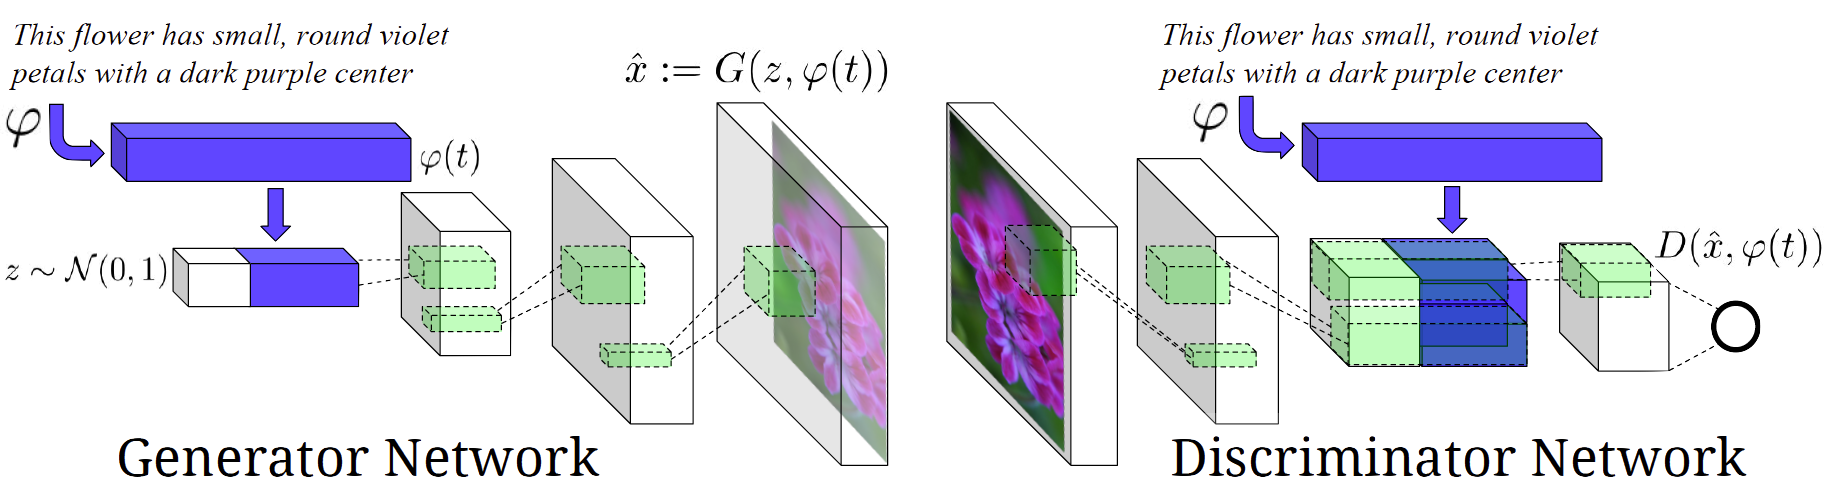 This flower has small, round violet
petals with a dark purple center
φ
φ(t)
z ∼ 𝒩(0, 1)
x̂ := G(z, φ(t))
Generator Network
This flower has small, round violet
petals with a dark purple center
φ
D(x̂, φ(t))
Discriminator Network